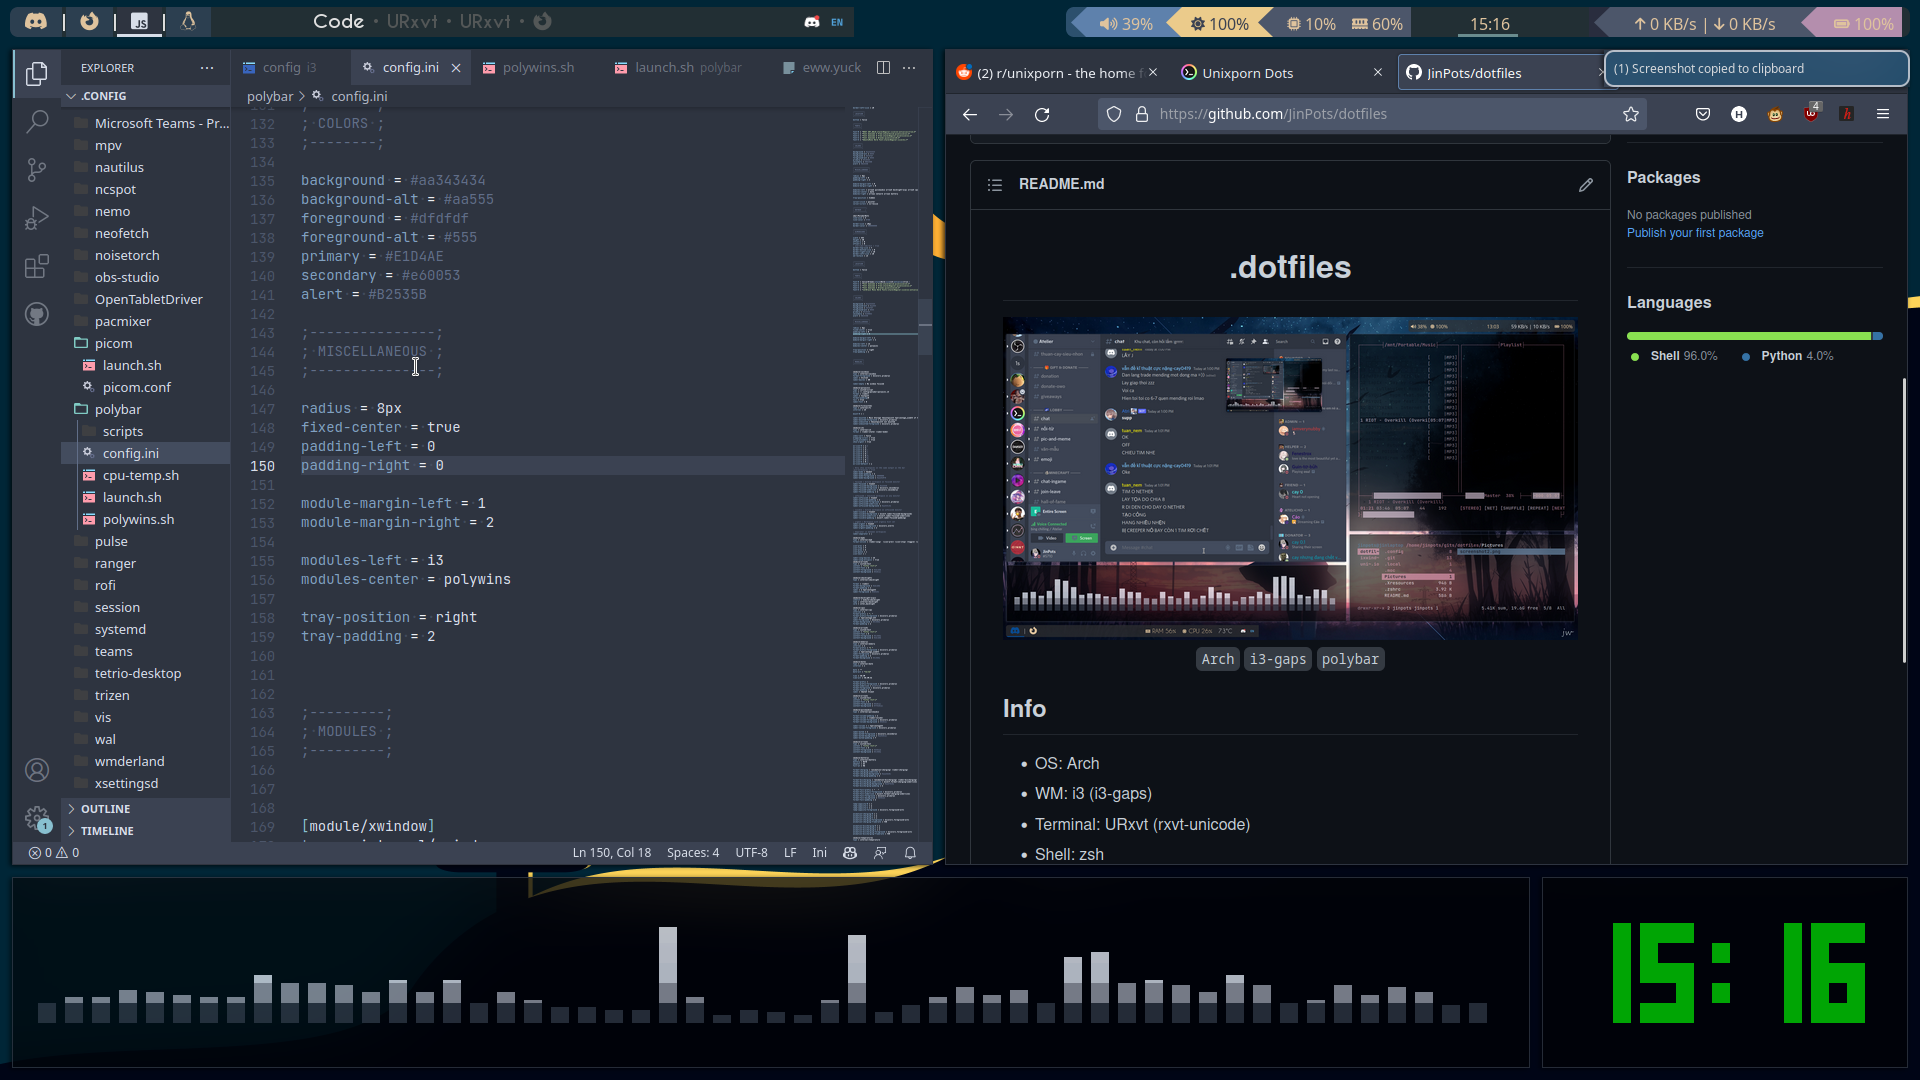 JS
Code • URxvt • URxvt •
EN
39%
100%
10%
60%
15:16
↑ 0 KB/s | ↓ 0 KB/s
100%
EXPLORER
config i3
config.ini
polywins.sh
launch.sh polybar
eww.yuck
.CONFIG
polybar
config.ini
Microsoft Teams - Pr...
mpv
nautilus
ncspot
nemo
neofetch
noisetorch
obs-studio
OpenTabletDriver
pacmixer
picom
launch.sh
picom.conf
polybar
scripts
config.ini
cpu-temp.sh
launch.sh
polywins.sh
pulse
ranger
rofi
session
systemd
teams
tetrio-desktop
trizen
vis
wal
wmderland
xsettingsd
OUTLINE
TIMELINE
1
132 ; COLORS ;
133 ;--------;
134
135 background = #aa343434
136 background-alt = #aa555
137 foreground = #dfdfdf
138 foreground-alt = #555
139 primary = #E1D4AE
140 secondary = #e60053
141 alert = #B2535B
142
143 ;---------------;
144 ; MISCELLANEOUS ;
145 ;---------------;
146
147 radius = 8px
148 fixed-center = true
149 padding-left = 0
150 padding-right = 0
151
152 module-margin-left = 1
153 module-margin-right = 2
154
155 modules-left = i3
156 modules-center = polywins
157
158 tray-position = right
159 tray-padding = 2
160
161
162
163 ;---------;
164 ; MODULES ;
165 ;---------;
166
167
168
169 [module/xwindow]
0 0
Ln 150, Col 18
Spaces: 4
UTF-8
LF
Ini
(2) r/unixporn - the home f
Unixporn Dots
JinPots/dotfiles
(1) Screenshot copied to clipboard
https://github.com/JinPots/dotfiles
H
4
h
README.md
.dotfiles
Arch
i3-gaps
polybar
Info
• OS: Arch
• WM: i3 (i3-gaps)
• Terminal: URxvt (rxvt-unicode)
• Shell: zsh
Packages
No packages published
Publish your first package
Languages
Shell 96.0%
Python 4.0%
15:16